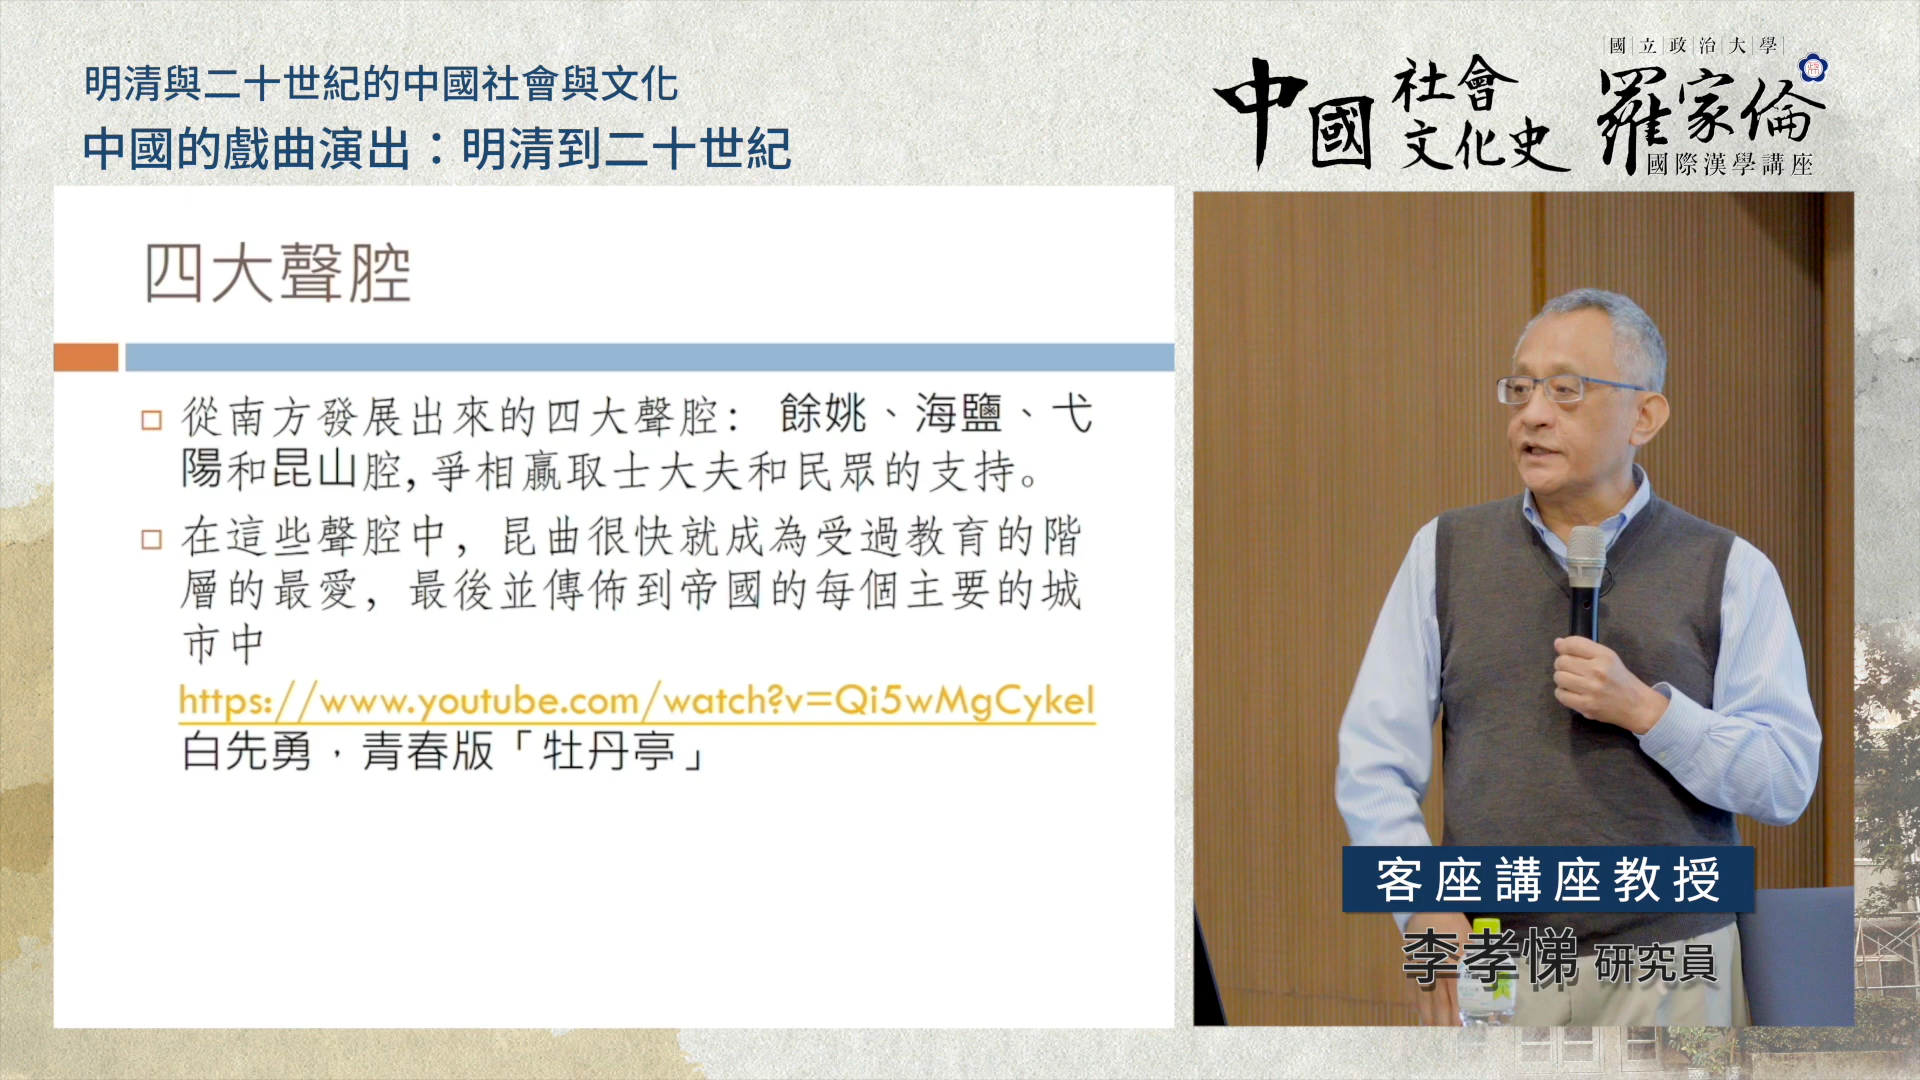 明清與二十世紀的中國社會與文化
中國的戲曲演出：明清到二十世紀
中國社會文化史
國立政治大學
羅家倫
國際漢學講座
四大聲腔
從南方發展出來的四大聲腔： 餘姚、海鹽、弋
陽和昆山腔,爭相贏取士大夫和民眾的支持。
在這些聲腔中，昆曲很快就成為受過教育的階
層的最愛，最後並傳佈到帝國的每個主要的城
市中
https://www.youtube.com/watch?v=Qi5wMgCykeI
白先勇，青春版「牡丹亭」
客座講座教授
李孝悌 研究員